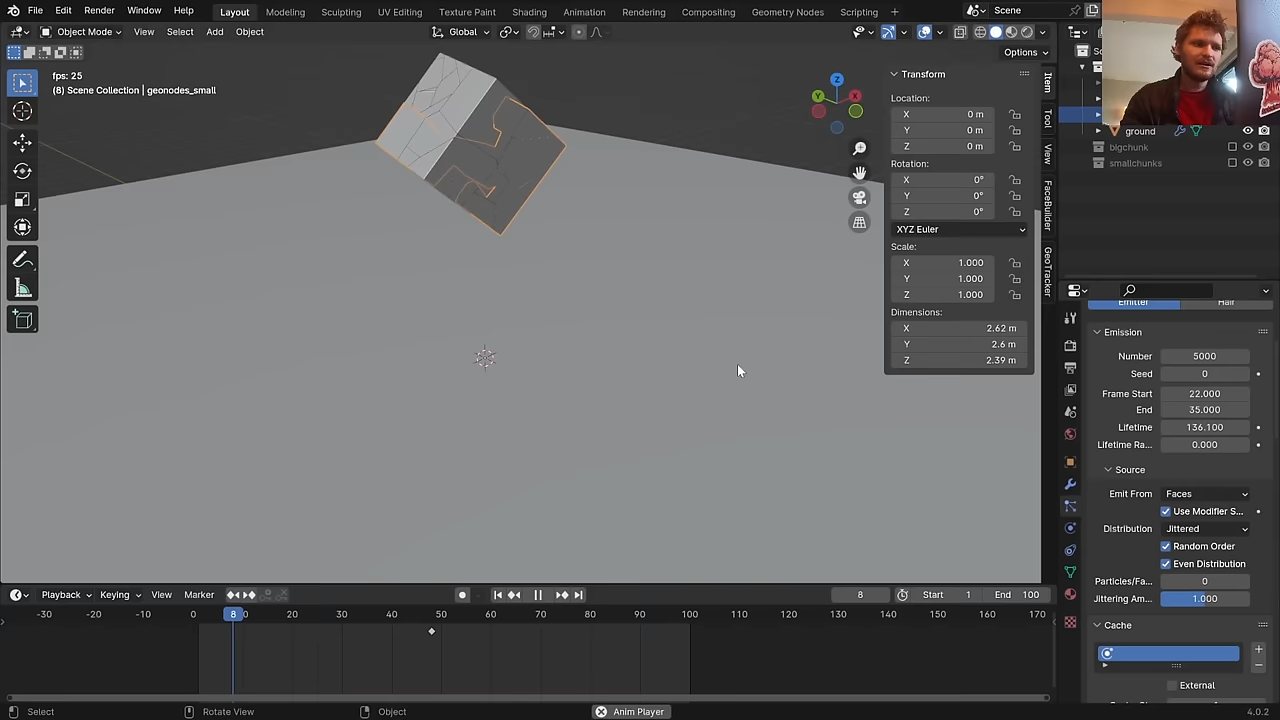 File Edit Render Window Help Layout Modeling Sculpting UV Editing Texture Paint Shading Animation Rendering Compositing Geometry Nodes Scripting + Scene
Object Mode View Select Add Object Global
Options
fps: 25
(8) Scene Collection | geonodes_small
Transform
Location:
X 0 m
Y 0 m
Z 0 m
Rotation:
X 0°
Y 0°
Z 0°
XYZ Euler
Scale:
X 1.000
Y 1.000
Z 1.000
Dimensions:
X 2.62 m
Y 2.6 m
Z 2.39 m
Z
Y
X
Item
Tool
View
FaceBuilder
GeoTracker
ground
bigchunk
smallchunks
Emitter Hair
Emission
Number 5000
Seed 0
Frame Start 22.000
End 35.000
Lifetime 136.100
Lifetime Ra... 0.000
Source
Emit From Faces
Use Modifier S...
Distribution Jittered
Random Order
Even Distribution
Particles/Fa... 0
Jittering Am... 1.000
Cache
External
Playback Keying View Marker 8 Start 1 End 100
-30 -20 -10 0 8 20 30 40 50 60 70 80 90 100 110 120 130 140 150 160 170
Select Rotate View Object Anim Player 4.0.2